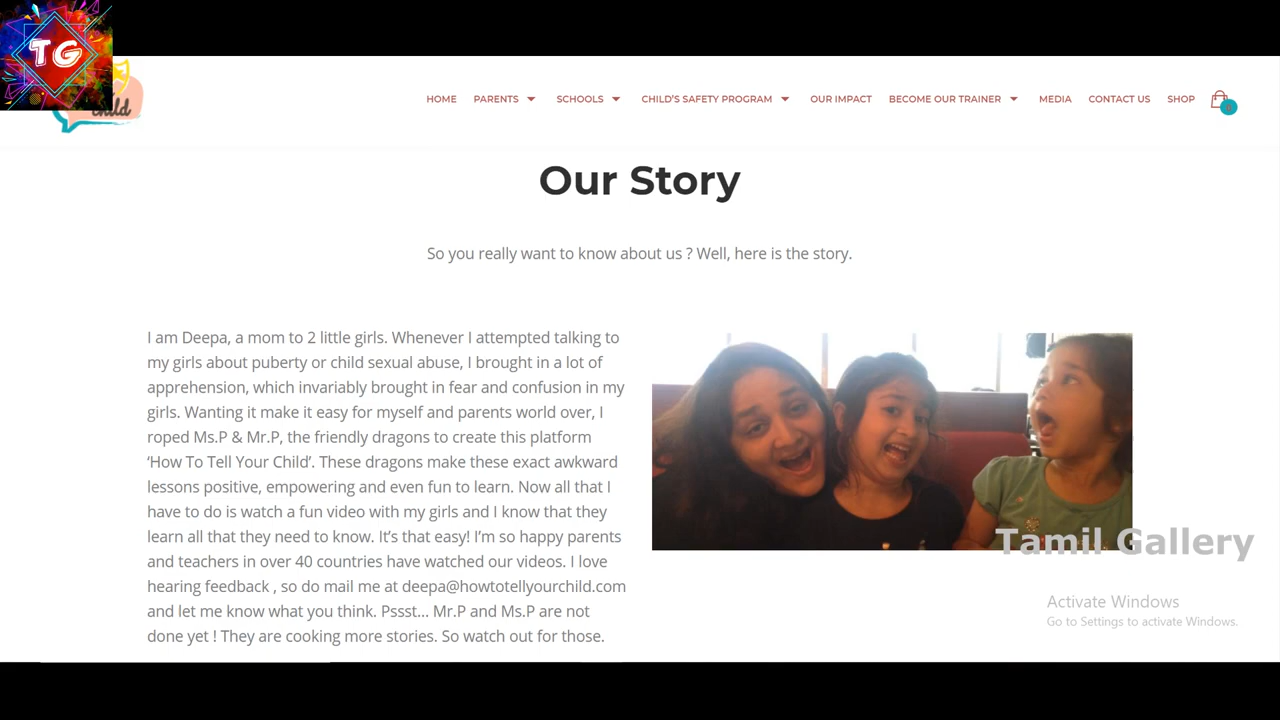 TG
child
HOME PARENTS SCHOOLS CHILD'S SAFETY PROGRAM OUR IMPACT BECOME OUR TRAINER MEDIA CONTACT US SHOP
Our Story
So you really want to know about us ? Well, here is the story.
I am Deepa, a mom to 2 little girls. Whenever I attempted talking to
my girls about puberty or child sexual abuse, I brought in a lot of
apprehension, which invariably brought in fear and confusion in my
girls. Wanting it make it easy for myself and parents world over, I
roped Ms.P & Mr.P, the friendly dragons to create this platform
‘How To Tell Your Child’. These dragons make these exact awkward
lessons positive, empowering and even fun to learn. Now all that I
have to do is watch a fun video with my girls and I know that they
learn all that they need to know. It’s that easy! I’m so happy parents
and teachers in over 40 countries have watched our videos. I love
hearing feedback , so do mail me at deepa@howtotellyourchild.com
and let me know what you think. Pssst... Mr.P and Ms.P are not
done yet ! They are cooking more stories. So watch out for those.
Tamil Gallery
Activate Windows
Go to Settings to activate Windows.